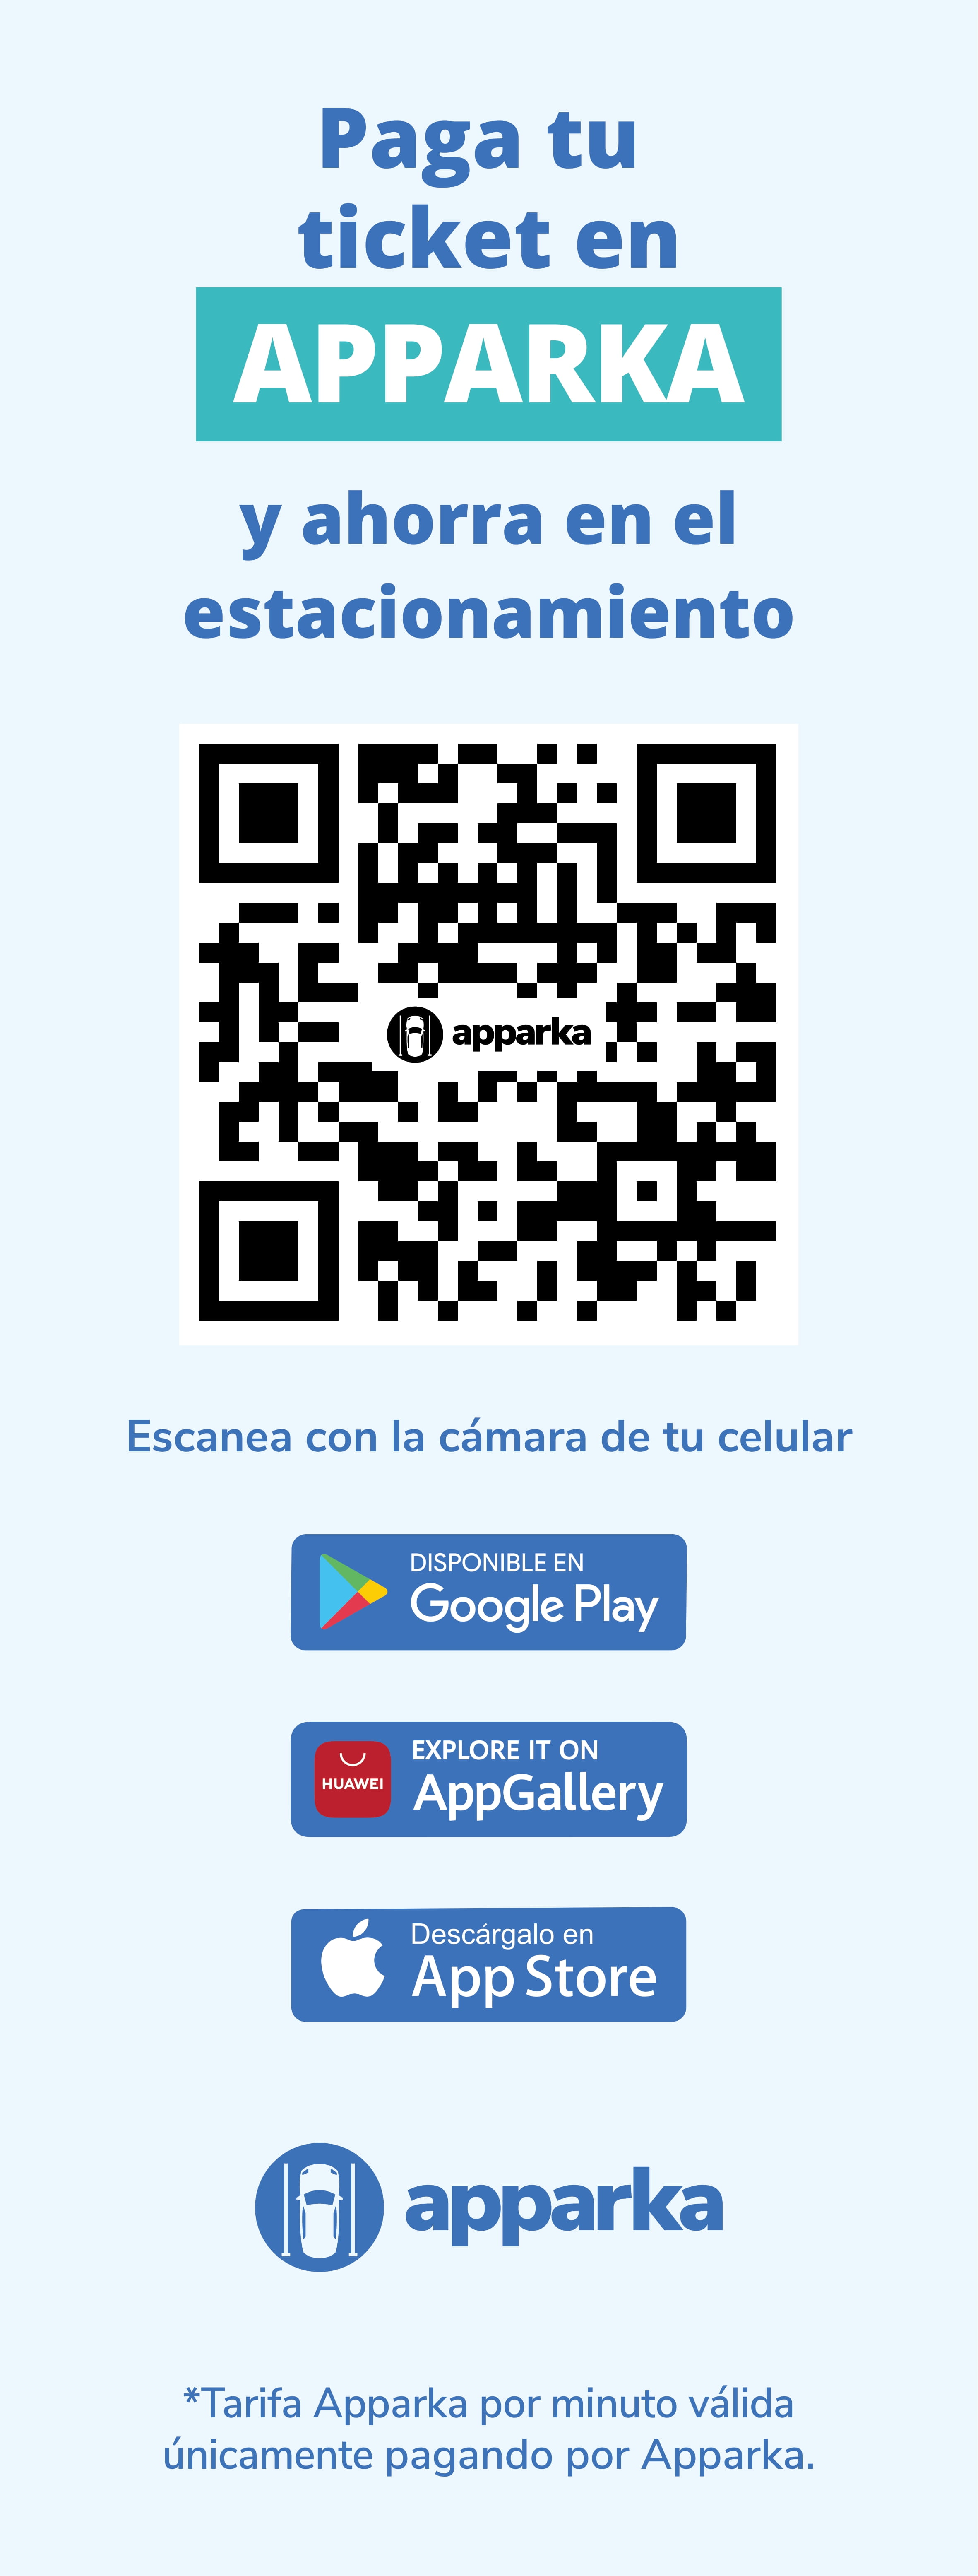 Paga tu
ticket en
APPARKA
y ahorra en el
estacionamiento
apparka
Escanea con la cámara de tu celular
DISPONIBLE EN
Google Play
HUAWEI
EXPLORE IT ON
AppGallery
Descárgalo en
App Store
apparka
*Tarifa Apparka por minuto válida
únicamente pagando por Apparka.